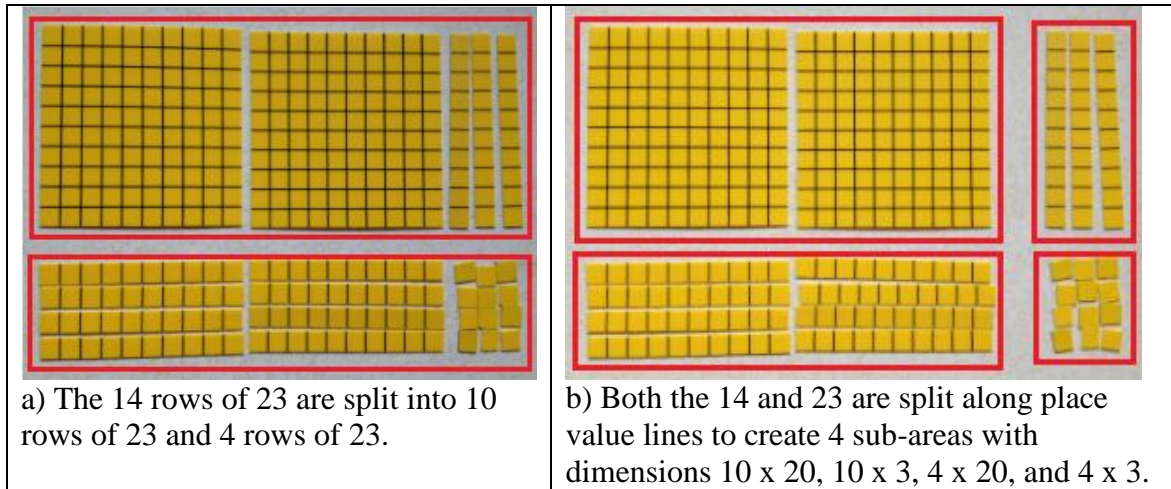 a) The 14 rows of 23 are split into 10
rows of 23 and 4 rows of 23.
b) Both the 14 and 23 are split along place
value lines to create 4 sub-areas with
dimensions 10 x 20, 10 x 3, 4 x 20, and 4 x 3.